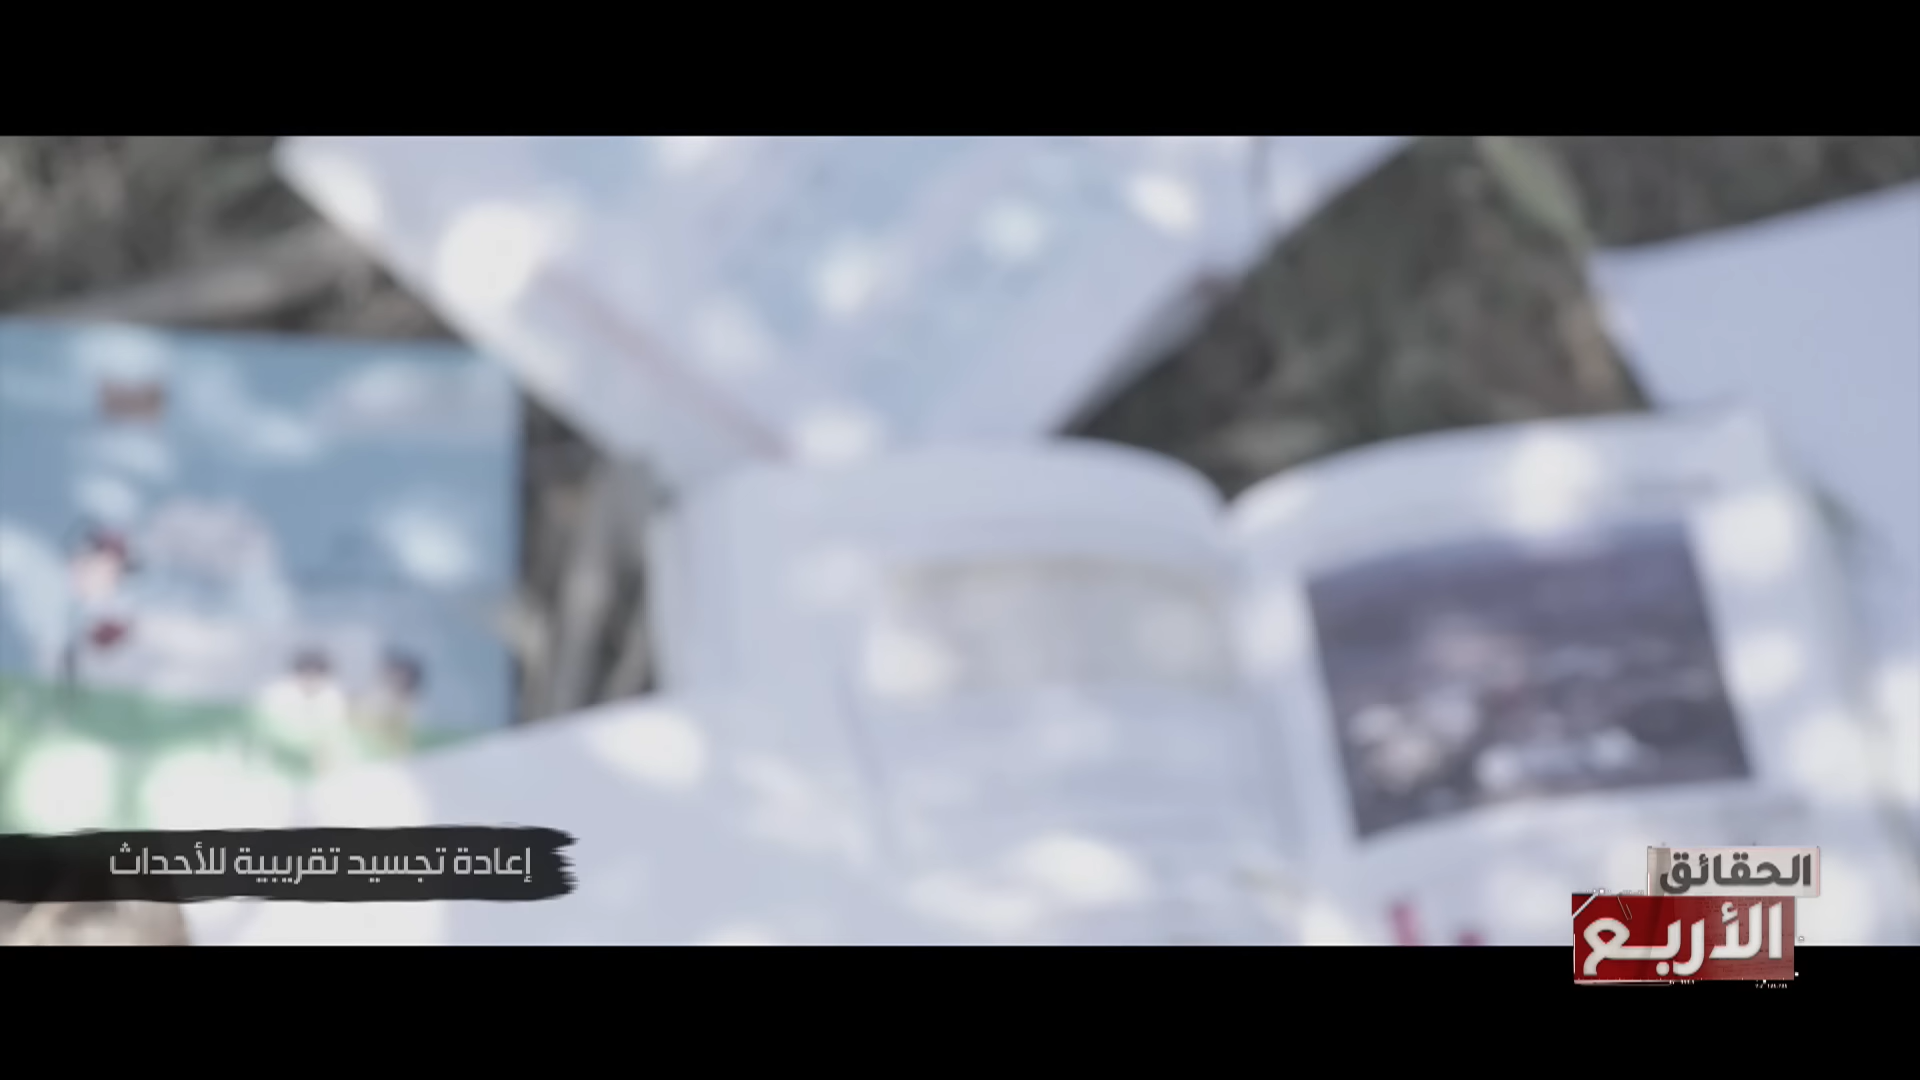 إعادة تجسيد تقريبية للأحداث
الحقائق
الأربع